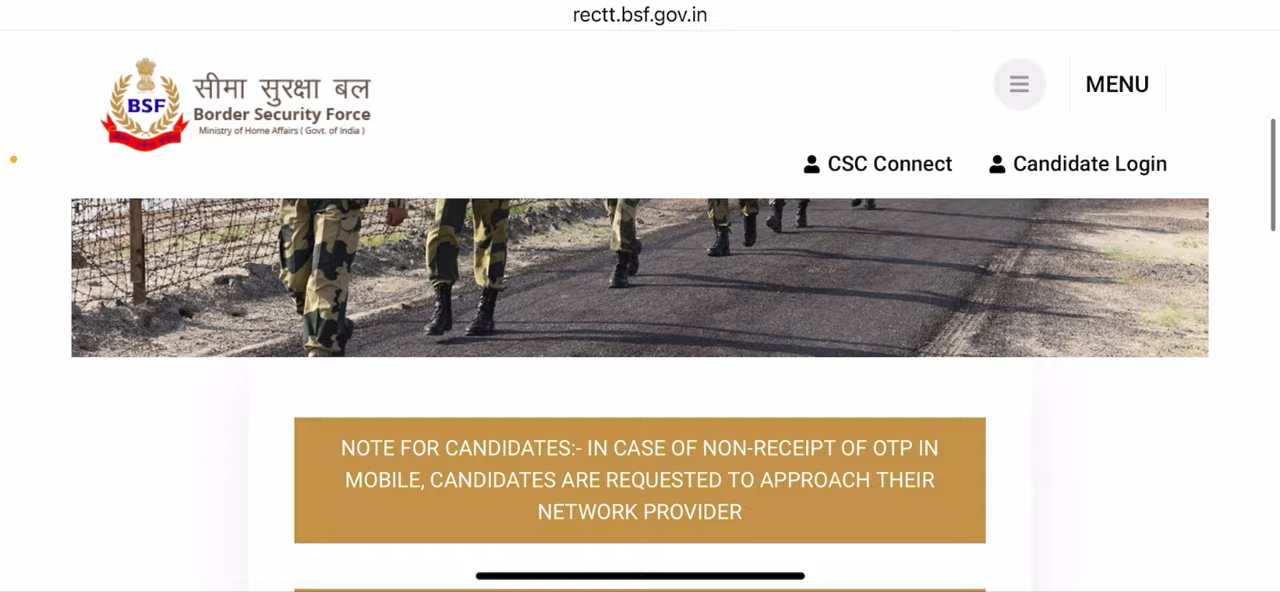 rectt.bsf.gov.in
BSF
सीमा सुरक्षा बल
Border Security Force
Ministry of Home Affairs ( Govt. of India )
MENU
CSC Connect
Candidate Login
NOTE FOR CANDIDATES:- IN CASE OF NON-RECEIPT OF OTP IN
MOBILE, CANDIDATES ARE REQUESTED TO APPROACH THEIR
NETWORK PROVIDER